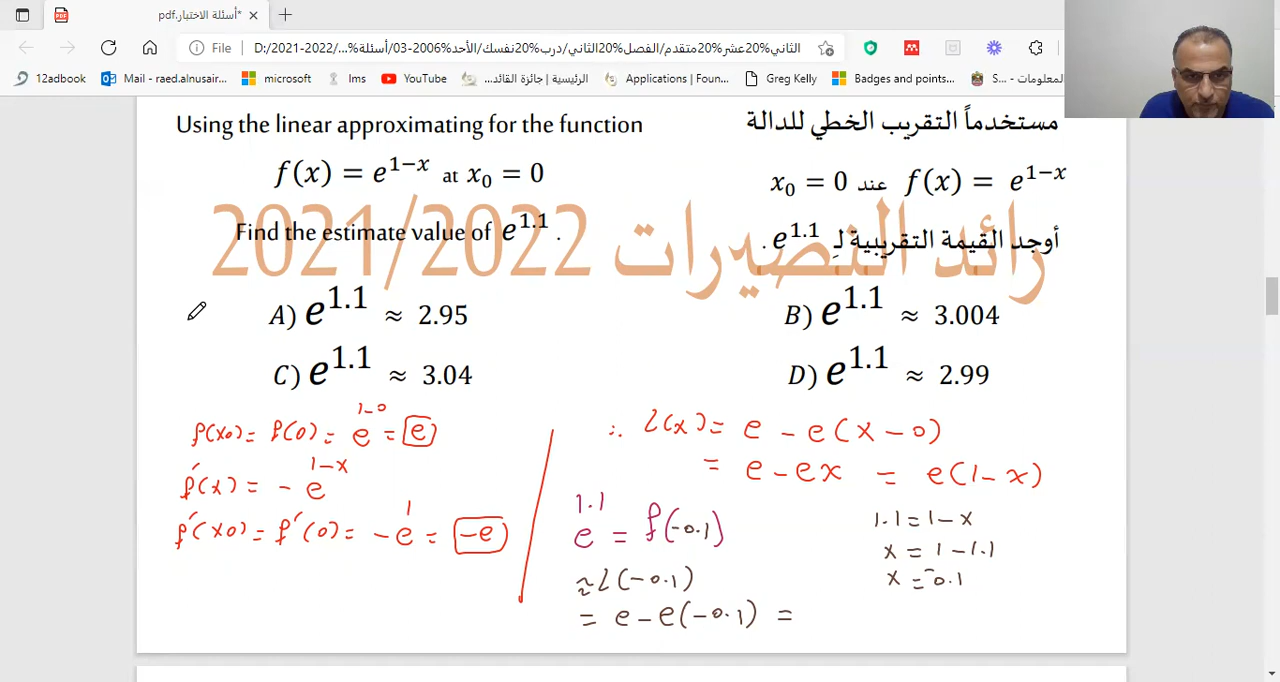 أسئلة الاختبار.pdf*
File
D:/2021-2022/الثاني%20عشر%20متقدم/الفصل%20الثاني/درب%20نفسك/الأحد%2006-03/أسئلة%...
12adbook
Mail - raed.alnusair...
microsoft
lms
YouTube
الرئيسية | جائزة القائد...
Applications (Foun...
Greg Kelly
Badges and points...
S... - المعلومات
Using the linear approximating for the function
f(x) = e^{1−x} at x₀ = 0
Find the estimate value of e^{1.1} .
مستخدماً التقريب الخطي للدالة
f(x) = e^{1−x} عند x₀ = 0
أوجد القيمة التقريبية لـِ e^{1.1} .
رائد النصيرات 2021/2022
A) e^{1.1} ≈ 2.95
B) e^{1.1} ≈ 3.004
C) e^{1.1} ≈ 3.04
D) e^{1.1} ≈ 2.99
f(x0) = f(0) = e^{1-0} = e
f'(x) = - e^{1-x}
f'(x0) = f'(0) = - e^1 = -e
∴ L(x) = e - e(x-0)
= e - ex = e(1-x)
e^{1.1} = f(-0.1)
≈ L(-0.1)
= e - e(-0.1) =
1.1 = 1-x
x = 1-1.1
x = -0.1